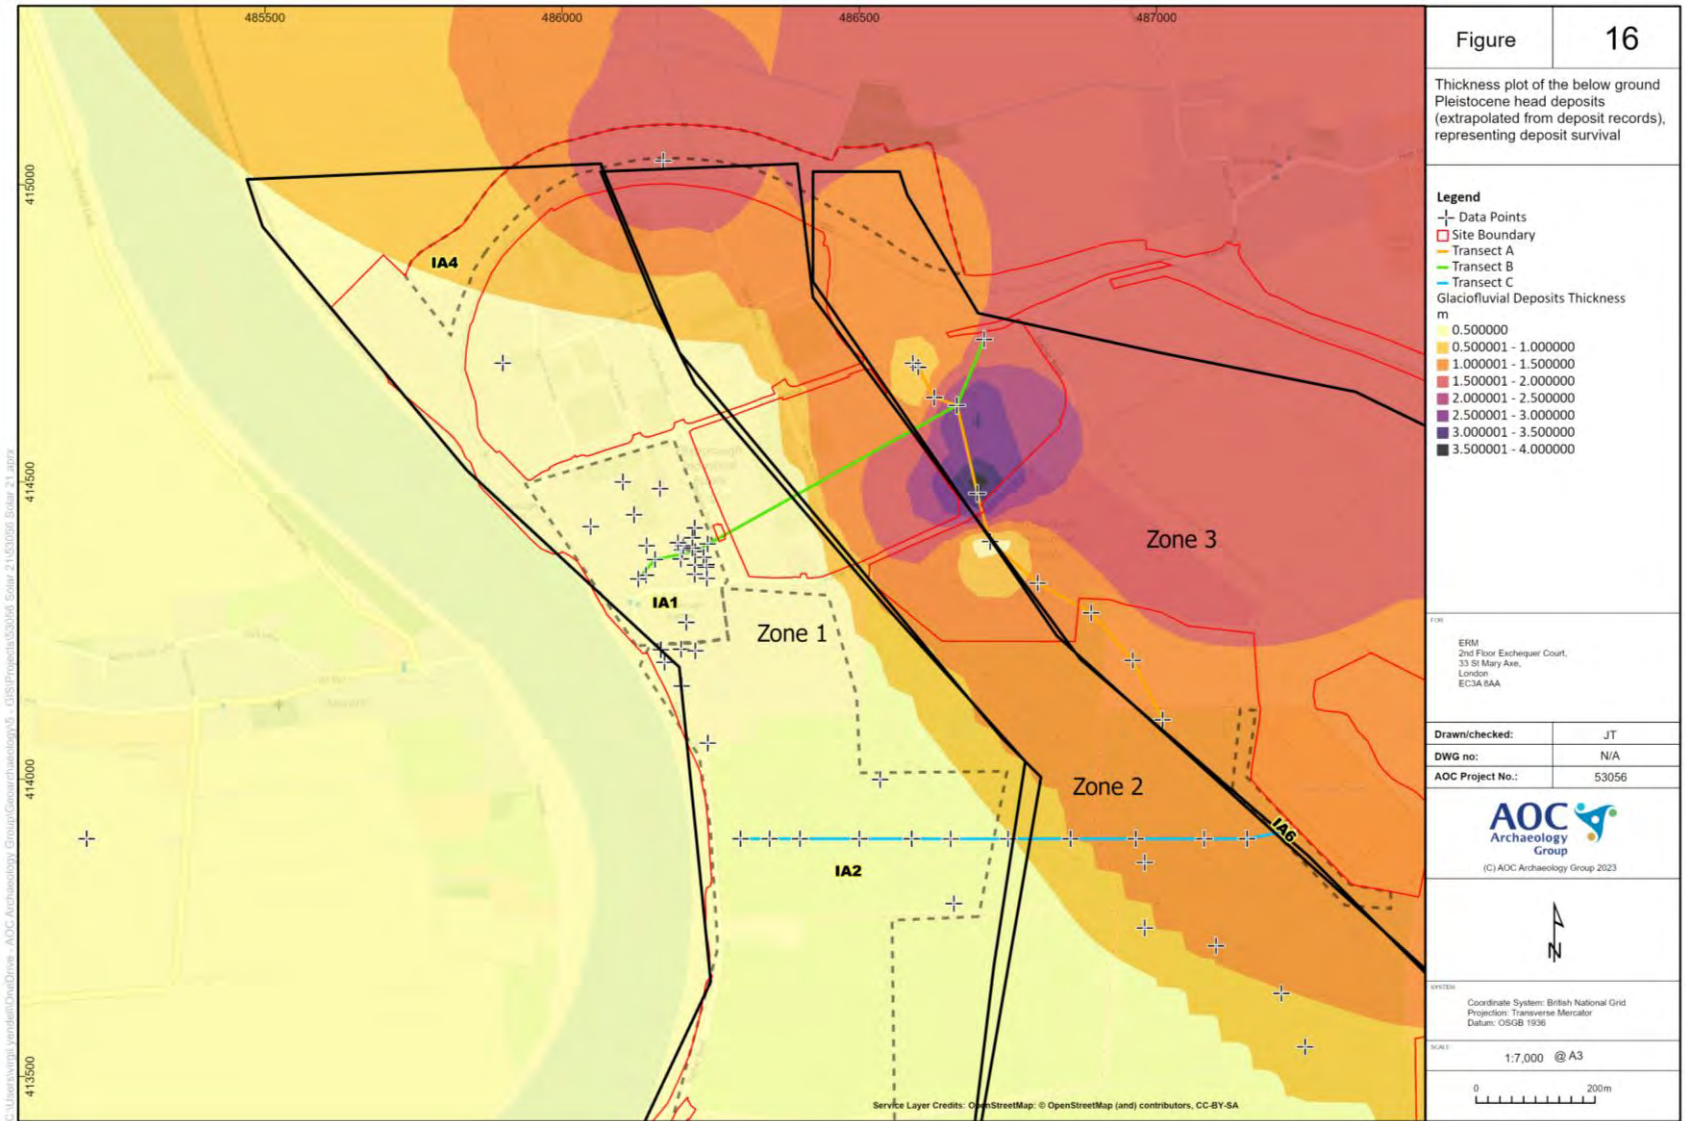 485500
486000
486500
487000
415000
414500
414000
413500
IA4
IA1
IA2
IA6
Zone 1
Zone 2
Zone 3
Service Layer Credits: OpenStreetMap: © OpenStreetMap (and) contributors, CC-BY-SA
Figure
16
Thickness plot of the below ground
Pleistocene head deposits
(extrapolated from deposit records),
representing deposit survival
Legend
Data Points
Site Boundary
Transect A
Transect B
Transect C
Glaciofluvial Deposits Thickness
m
0.500000
0.500001 - 1.000000
1.000001 - 1.500000
1.500001 - 2.000000
2.000001 - 2.500000
2.500001 - 3.000000
3.000001 - 3.500000
3.500001 - 4.000000
FOR
ERM
2nd Floor Exchequer Court,
33 St Mary Axe,
London
EC3A 8AA
Drawn/checked:
JT
DWG no:
N/A
AOC Project No.:
53056
AOC
Archaeology
Group
(C) AOC Archaeology Group 2023
N
SYSTEM
Coordinate System: British National Grid
Projection: Transverse Mercator
Datum: OSGB 1936
SCALE
1:7,000 @ A3
0
200m